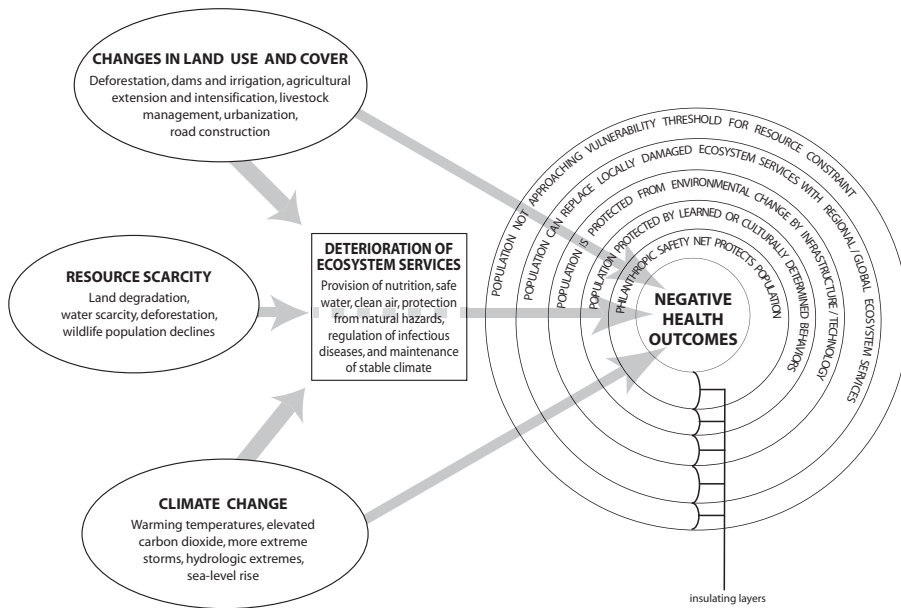 CHANGES IN LAND USE AND COVER
Deforestation, dams and irrigation, agricultural
extension and intensification, livestock
management, urbanization,
road construction
RESOURCE SCARCITY
Land degradation,
water scarcity, deforestation,
wildlife population declines
CLIMATE CHANGE
Warming temperatures, elevated
carbon dioxide, more extreme
storms, hydrologic extremes,
sea-level rise
DETERIORATION OF
ECOSYSTEM SERVICES
Provision of nutrition, safe
water, clean air, protection
from natural hazards,
regulation of infectious
diseases, and maintenance
of stable climate
POPULATION NOT APPROACHING VULNERABILITY THRESHOLD FOR RESOURCE CONSTRAINT
POPULATION CAN REPLACE LOCALLY DAMAGED ECOSYSTEM SERVICES WITH REGIONAL/GLOBAL ECOSYSTEM SERVICES
POPULATION IS PROTECTED FROM ENVIRONMENTAL CHANGE BY INFRASTRUCTURE/TECHNOLOGY
POPULATION PROTECTED BY LEARNED OR CULTURALLY DETERMINED BEHAVIORS
PHILANTHROPIC SAFETY NET PROTECTS POPULATION
NEGATIVE
HEALTH
OUTCOMES
insulating layers